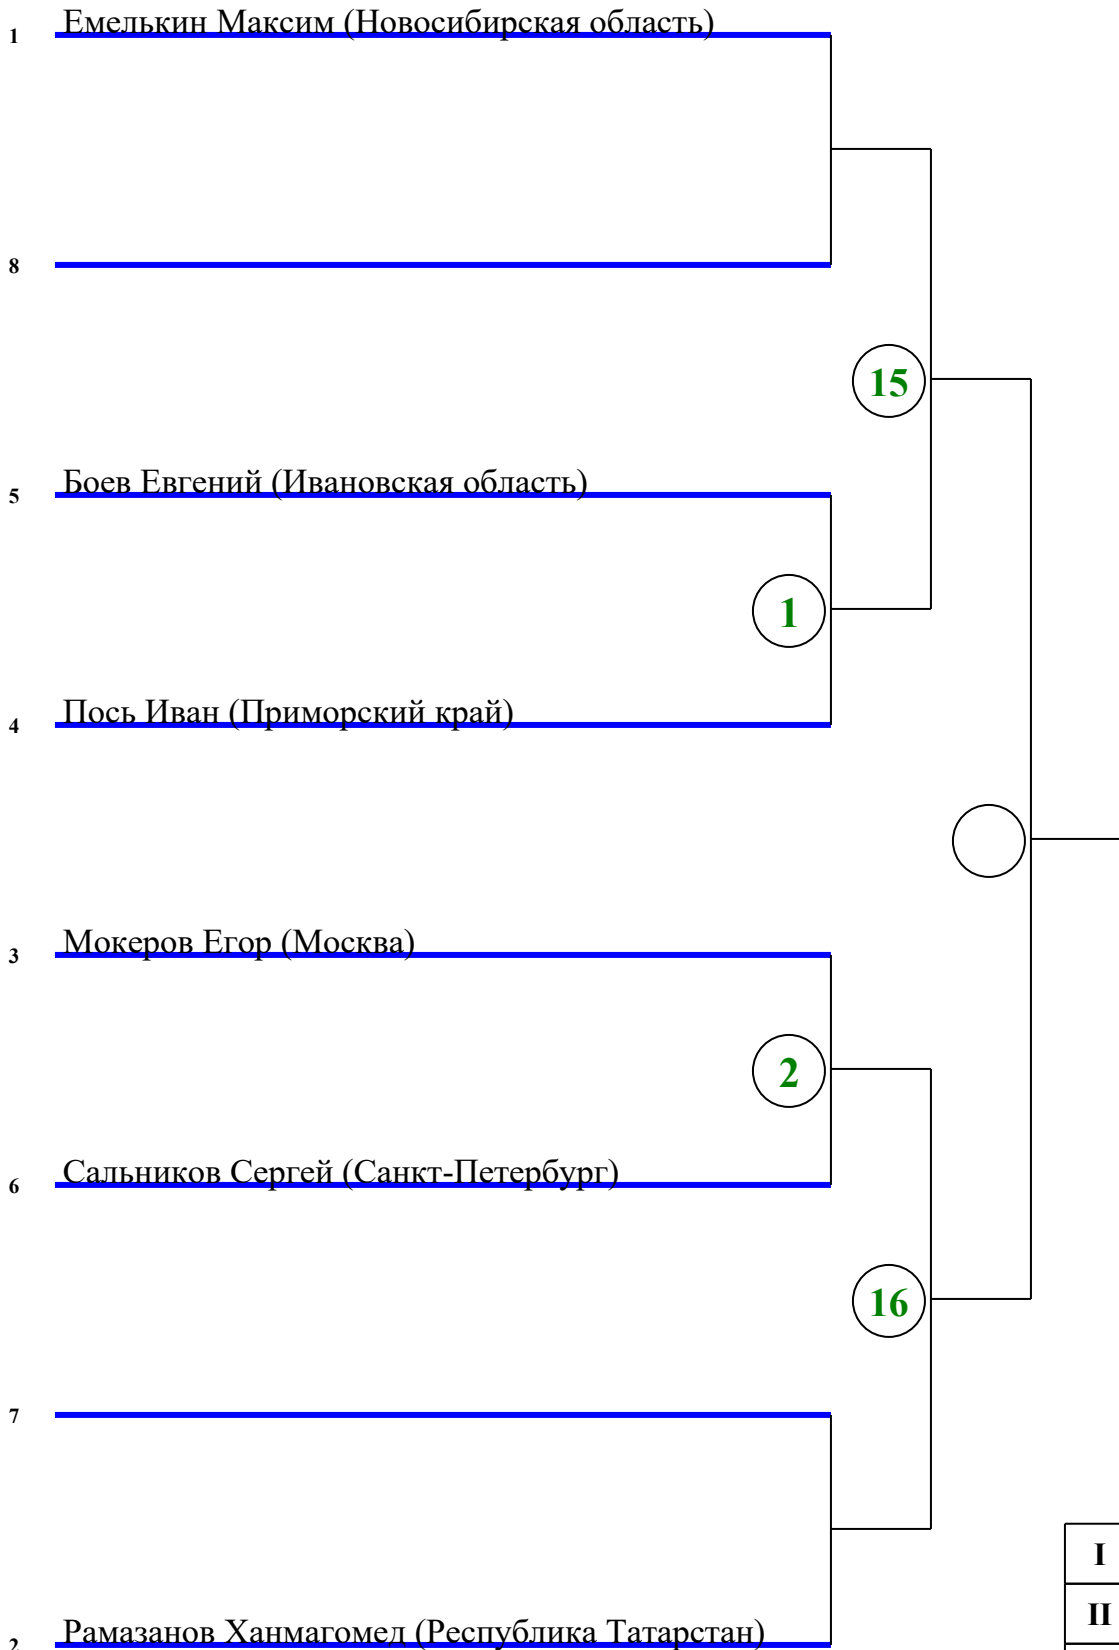 1 Емелькин Максим (Новосибирская область)
8
15
5 Боев Евгений (Ивановская область)
1
4 Пось Иван (Приморский край)
3 Мокеров Егор (Москва)
2
6 Сальников Сергей (Санкт-Петербург)
16
7
I
II
2 Рамазанов Ханмагомед (Республика Татарстан)